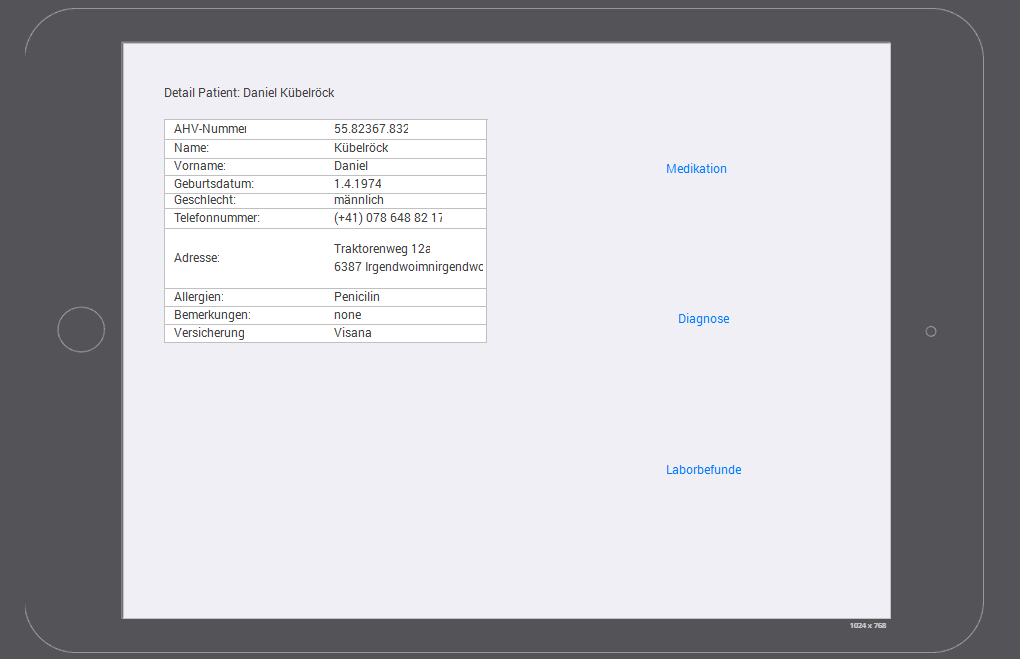 Detail Patient: Daniel Kübelröck
AHV-Nummer 55.82367.832
Name: Kübelröck
Vorname: Daniel
Geburtsdatum: 1.4.1974
Geschlecht: männlich
Telefonnummer: (+41) 078 648 82 17
Adresse: Traktorenweg 12a
6387 Irgendwoimnirgendwo
Allergien: Penicilin
Bemerkungen: none
Versicherung Visana
Medikation
Diagnose
Laborbefunde
1024 x 768